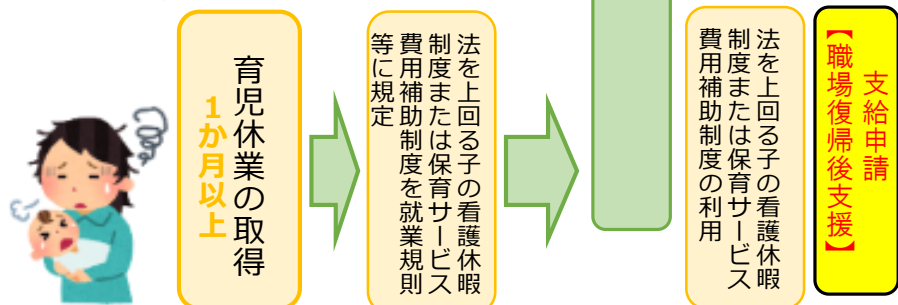 育児休業の取得
1か月以上
法を上回る子の看護休暇
制度または保育サービス
費用補助制度を就業規則
等に規定
法を上回る子の看護休暇
制度または保育サービス
費用補助制度の利用
支給申請
【職場復帰後支援】